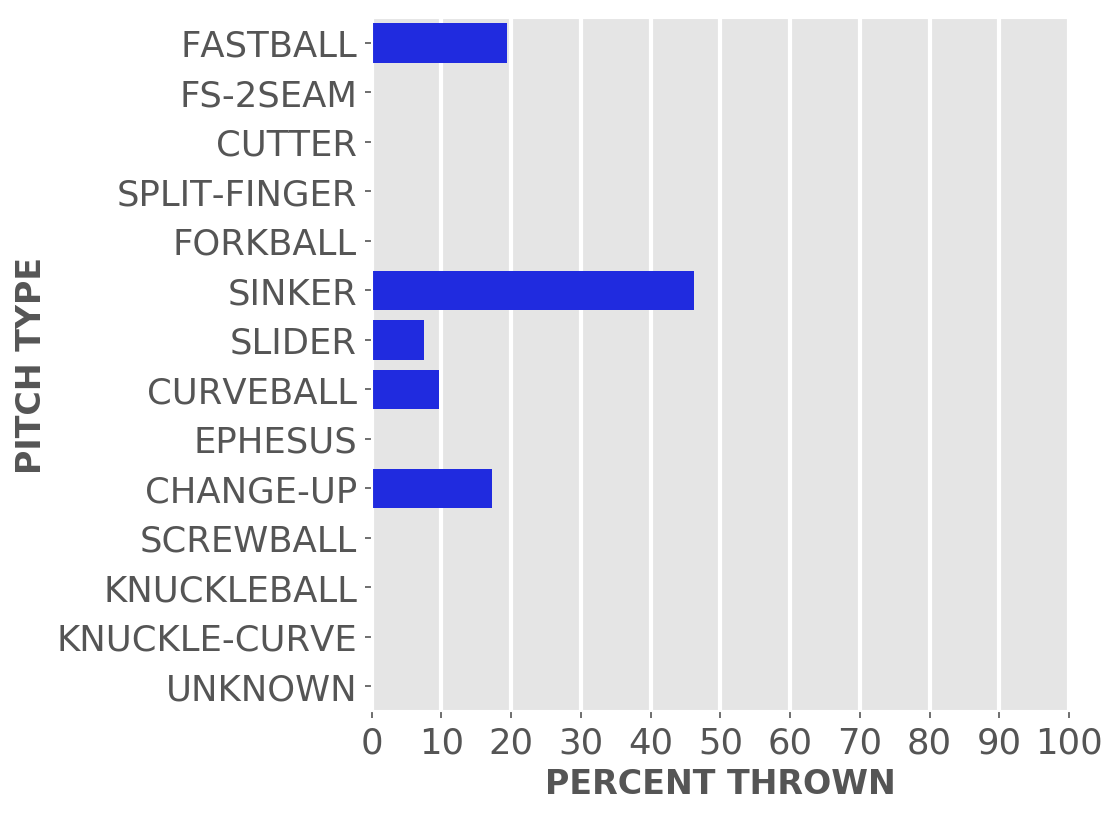 PITCH TYPE
FASTBALL
FS-2SEAM
CUTTER
SPLIT-FINGER
FORKBALL
SINKER
SLIDER
CURVEBALL
EPHESUS
CHANGE-UP
SCREWBALL
KNUCKLEBALL
KNUCKLE-CURVE
UNKNOWN
0 10 20 30 40 50 60 70 80 90 100
PERCENT THROWN